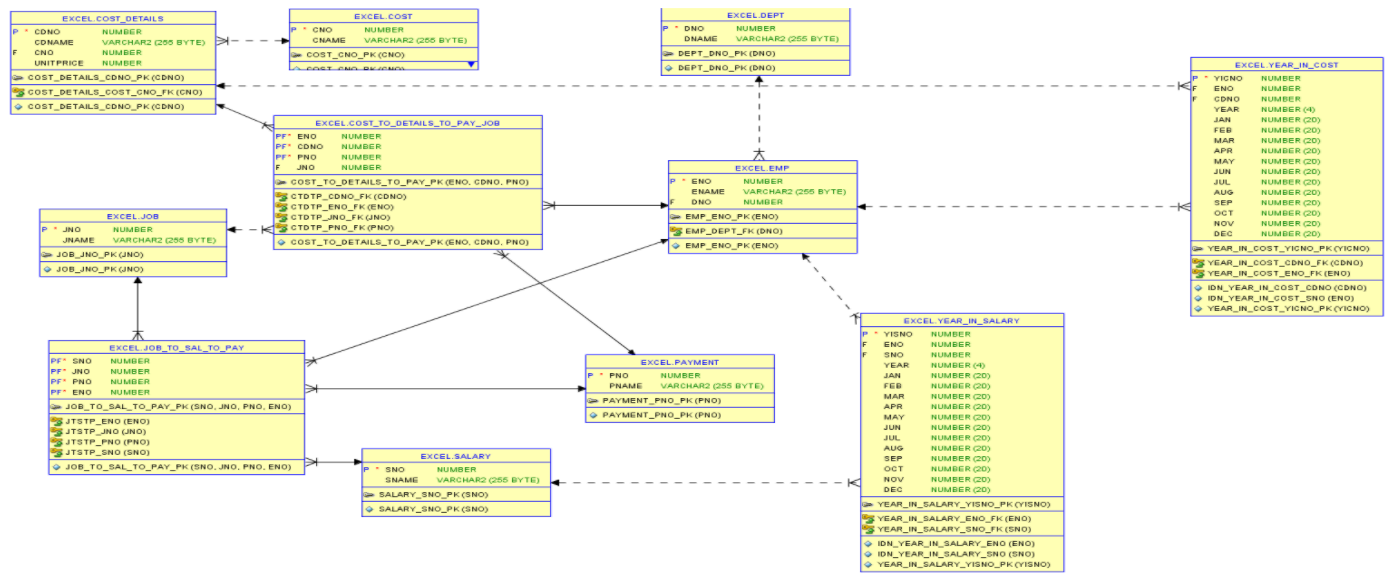 EXCEL.COST_DETAILS
P * CDNO NUMBER
CDNAME VARCHAR2 (255 BYTE)
F CNO NUMBER
UNITPRICE NUMBER
COST_DETAILS_CDNO_PK (CDNO)
COST_DETAILS_COST_CNO_FK (CNO)
COST_DETAILS_CDNO_PK (CDNO)
EXCEL.COST
P * CNO NUMBER
CNAME VARCHAR2 (255 BYTE)
COST_CNO_PK (CNO)
COST_CNO_PK (CNO)
EXCEL.DEPT
P * DNO NUMBER
DNAME VARCHAR2 (255 BYTE)
DEPT_DNO_PK (DNO)
DEPT_DNO_PK (DNO)
EXCEL.YEAR_IN_COST
P * YICNO NUMBER
F ENO NUMBER
F CDNO NUMBER
YEAR NUMBER (4)
JAN NUMBER (20)
FEB NUMBER (20)
MAR NUMBER (20)
APR NUMBER (20)
MAY NUMBER (20)
JUN NUMBER (20)
JUL NUMBER (20)
AUG NUMBER (20)
SEP NUMBER (20)
OCT NUMBER (20)
NOV NUMBER (20)
DEC NUMBER (20)
YEAR_IN_COST_YICNO_PK (YICNO)
YEAR_IN_COST_CDNO_FK (CDNO)
YEAR_IN_COST_ENO_FK (ENO)
IDN_YEAR_IN_COST_CDNO (CDNO)
IDN_YEAR_IN_COST_SNO (ENO)
YEAR_IN_COST_YICNO_PK (YICNO)
EXCEL.COST_TO_DETAILS_TO_PAY_JOB
PF* ENO NUMBER
PF* CDNO NUMBER
PF* PNO NUMBER
F JNO NUMBER
COST_TO_DETAILS_TO_PAY_PK (ENO, CDNO, PNO)
CTDTP_CDNO_FK (CDNO)
CTDTP_ENO_FK (ENO)
CTDTP_JNO_FK (JNO)
CTDTP_PNO_FK (PNO)
COST_TO_DETAILS_TO_PAY_PK (ENO, CDNO, PNO)
EXCEL.EMP
P * ENO NUMBER
ENAME VARCHAR2 (255 BYTE)
F DNO NUMBER
EMP_ENO_PK (ENO)
EMP_DEPT_FK (DNO)
EMP_ENO_PK (ENO)
EXCEL.JOB
P * JNO NUMBER
JNAME VARCHAR2 (255 BYTE)
JOB_JNO_PK (JNO)
JOB_JNO_PK (JNO)
EXCEL.JOB_TO_SAL_TO_PAY
PF* SNO NUMBER
PF* JNO NUMBER
PF* PNO NUMBER
PF* ENO NUMBER
JOB_TO_SAL_TO_PAY_PK (SNO, JNO, PNO, ENO)
JTSTP_ENO (ENO)
JTSTP_JNO (JNO)
JTSTP_PNO (PNO)
JTSTP_SNO (SNO)
JOB_TO_SAL_TO_PAY_PK (SNO, JNO, PNO, ENO)
EXCEL.PAYMENT
P * PNO NUMBER
PNAME VARCHAR2 (255 BYTE)
PAYMENT_PNO_PK (PNO)
PAYMENT_PNO_PK (PNO)
EXCEL.SALARY
P * SNO NUMBER
SNAME VARCHAR2 (255 BYTE)
SALARY_SNO_PK (SNO)
SALARY_SNO_PK (SNO)
EXCEL.YEAR_IN_SALARY
P * YISNO NUMBER
F ENO NUMBER
F SNO NUMBER
YEAR NUMBER (4)
JAN NUMBER (20)
FEB NUMBER (20)
MAR NUMBER (20)
APR NUMBER (20)
MAY NUMBER (20)
JUN NUMBER (20)
JUL NUMBER (20)
AUG NUMBER (20)
SEP NUMBER (20)
OCT NUMBER (20)
NOV NUMBER (20)
DEC NUMBER (20)
YEAR_IN_SALARY_YISNO_PK (YISNO)
YEAR_IN_SALARY_ENO_FK (ENO)
YEAR_IN_SALARY_SNO_FK (SNO)
IDN_YEAR_IN_SALARY_ENO (ENO)
IDN_YEAR_IN_SALARY_SNO (SNO)
YEAR_IN_SALARY_YISNO_PK (YISNO)